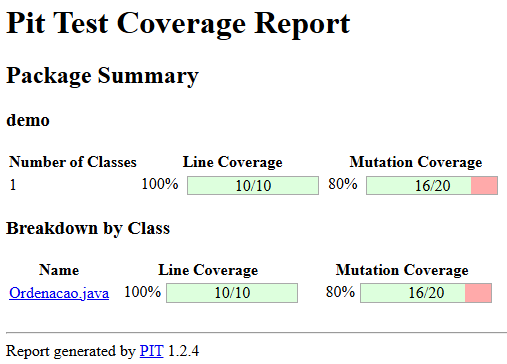 Pit Test Coverage Report
Package Summary
demo
Number of Classes Line Coverage Mutation Coverage
1 100% 10/10 80% 16/20
Breakdown by Class
Name Line Coverage Mutation Coverage
Ordenacao.java 100% 10/10 80% 16/20
Report generated by PIT 1.2.4